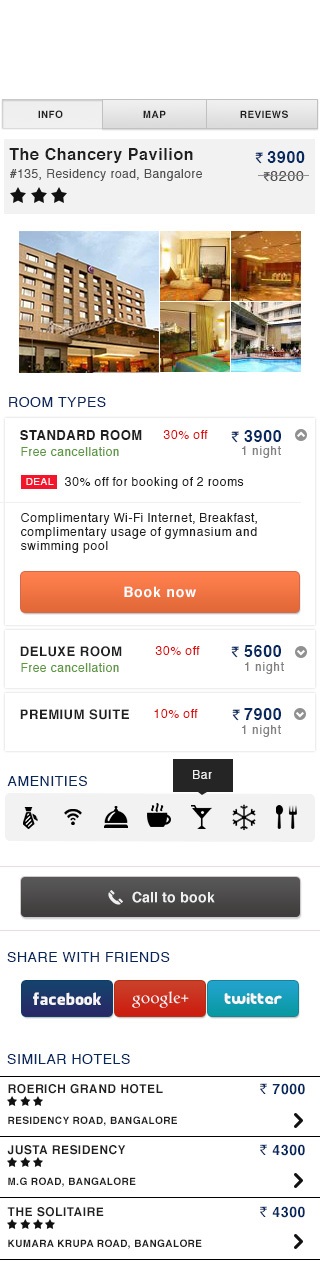 INFO MAP REVIEWS
The Chancery Pavilion ₹ 3900
#135, Residency road, Bangalore ₹8200
ROOM TYPES
STANDARD ROOM 30% off ₹ 3900
Free cancellation 1 night
DEAL 30% off for booking of 2 rooms
Complimentary Wi-Fi Internet, Breakfast,
complimentary usage of gymnasium and
swimming pool
Book now
DELUXE ROOM 30% off ₹ 5600
Free cancellation 1 night
PREMIUM SUITE 10% off ₹ 7900
1 night
Bar
AMENITIES
Call to book
SHARE WITH FRIENDS
facebook google+ twitter
SIMILAR HOTELS
ROERICH GRAND HOTEL ₹ 7000
RESIDENCY ROAD, BANGALORE
JUSTA RESIDENCY ₹ 4300
M.G ROAD, BANGALORE
THE SOLITAIRE ₹ 4300
KUMARA KRUPA ROAD, BANGALORE